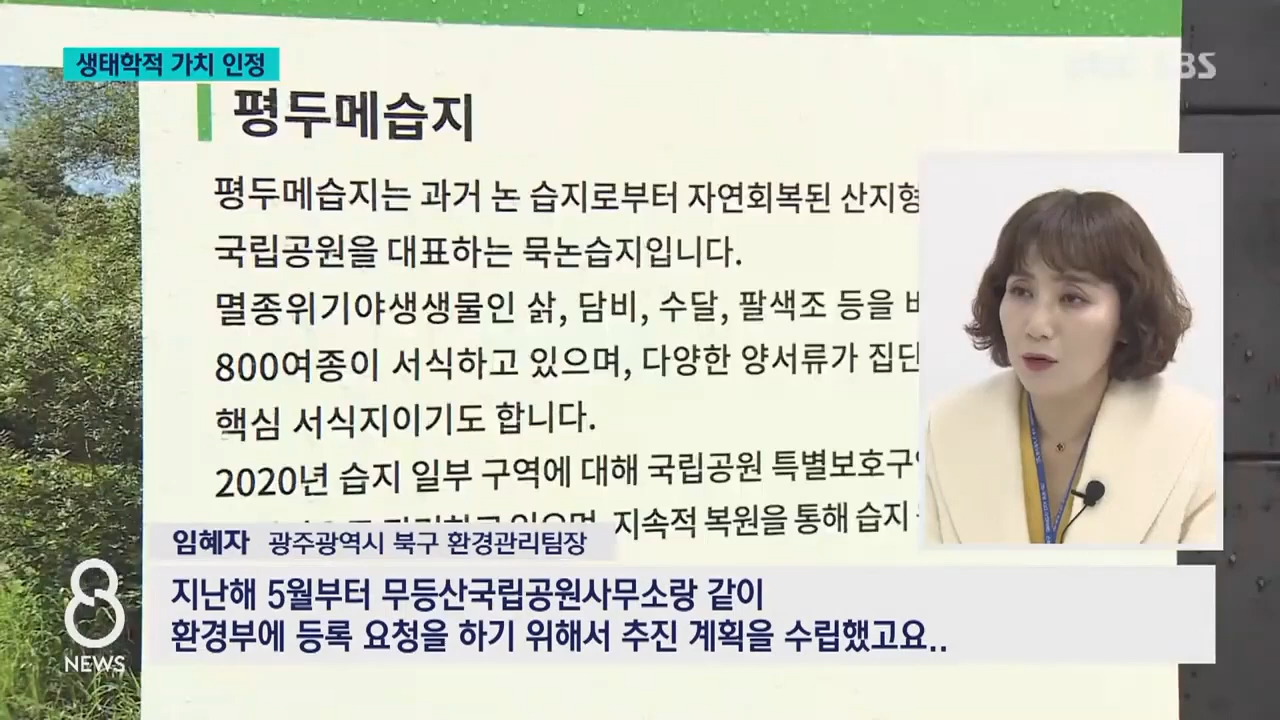 생태학적 가치 인정
SBS
평두메습지
평두메습지는 과거 논 습지로부터 자연회복된 산지형
국립공원을 대표하는 묵논습지입니다.
멸종위기야생생물인 삵, 담비, 수달, 팔색조 등을
800여종이 서식하고 있으며, 다양한 양서류가 집단
핵심 서식지이기도 합니다.
2020년 습지 일부 구역에 대해 국립공원 특별보호구
지속적 복원을 통해 습지
임혜자 광주광역시 북구 환경관리팀장
지난해 5월부터 무등산국립공원사무소랑 같이
환경부에 등록 요청을 하기 위해서 추진 계획을 수립했고요..
8
NEWS